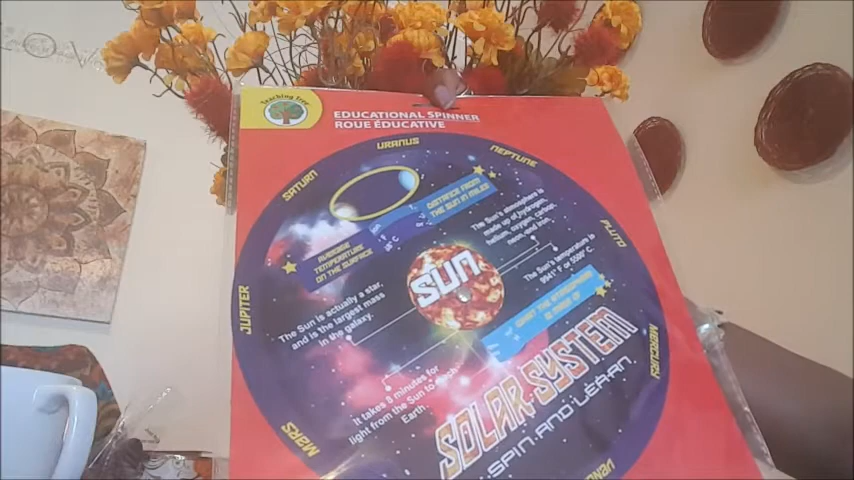 Teaching Tree
EDUCATIONAL SPINNER
ROUE ÉDUCATIVE
URANUS
NEPTUNE
SATURN
PLUTO
JUPITER
MERCURY
MARS
VENUS
DISTANCE FROM
THE SUN IN MILES
AVERAGE
TEMPERATURE
ON THE SURFACE
°F
°C
The Sun's atmosphere is
made up of hydrogen,
helium, oxygen, carbon,
neon, and iron.
The Sun's temperature is
9941° F or 5500° C.
SUN
WHAT THE ATMOSPHERE
IS MADE OF
The Sun is actually a star,
and is the largest mass
in the galaxy.
It takes 8 minutes for
light from the Sun to reach
Earth.
SOLAR SYSTEM
SPIN AND LEARN